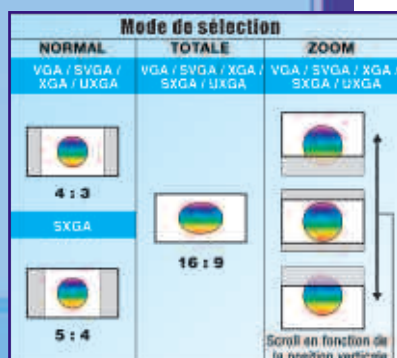 Mode de sélection
NORMAL
VGA / SVGA /
XGA / UXGA
4 : 3
SXGA
5 : 4
TOTALE
VGA / SVGA / XGA /
SXGA / UXGA
16 : 9
ZOOM
VGA / SVGA / XGA /
SXGA / UXGA
Scroll en fonction de
la position verticale